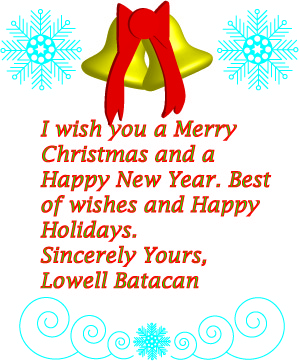 I wish you a Merry
Christmas and a
Happy New Year. Best
of wishes and Happy
Holidays.
Sincerely Yours,
Lowell Batacan